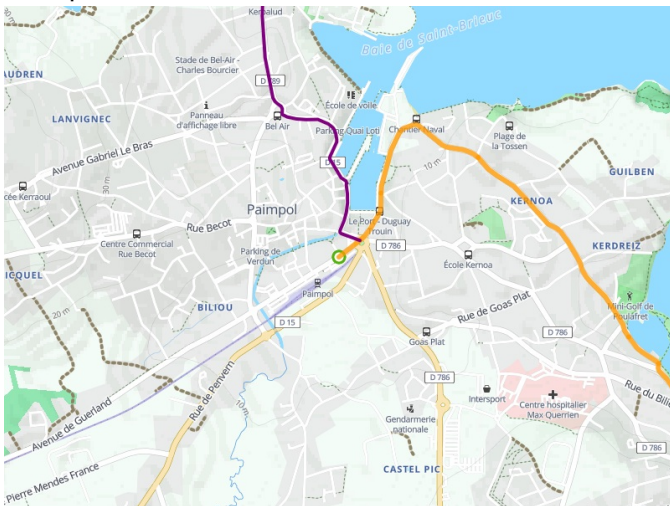 Kerpalud
Baie de Saint-Brieuc
Stade de Bel-Air -
Charles Bourcier
AUDREN
D 789
École de voile
Panneau
d'affichage libre
LANVIGNEC
Bel Air
Parking Quai Loti
Chantier Naval
Plage de
la Tossen
Avenue Gabriel Le Bras
D 15
10 m
GUILBEN
30 m
cée Kerraoul
KERNOA
Paimpol
Le Port - Duguay
Trouin
Rue Becot
Centre Commercial
Rue Becot
Parking de
Verdun
D 786
École Kernoa
KERDREIZ
ICQUEL
Paimpol
20 m
BILIOU
Mini-Golf de
Poulafret
Rue de Goas Plat
D 15
Goas Plat
D 786
D 786
Rue de Penvern
Intersport
Rue du Bill
Centre hospitalier
Max Querrien
10 m
Avenue de Guerland
Gendarmerie
nationale
D 786
CASTEL PIC
Pierre Mendes France